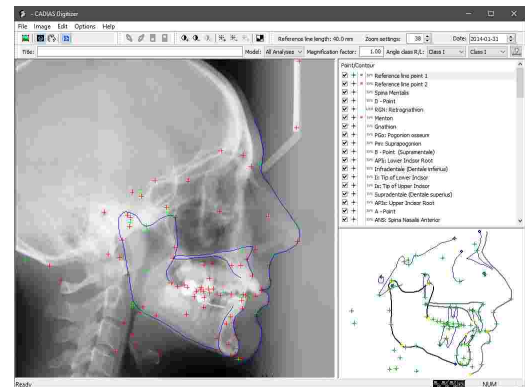 - CADIAS Digitizer
File Image Edit Options Help
Reference line length: 40.0 mm Zoom settings: 38 Date: 2014-01-31
Title: Model: All Analyses Magnification factor: 1.00 Angle class R/L: Class I Class I
Point/Contour
Reference line point 1
Reference line point 2
Spina Mentalis
D - Point
RGN: Retrognathion
Menton
Gnathion
PGo: Pogonion osseum
Pm: Suprapogonion
B - Point (Supramentale)
APIi: Lower Incisor Root
Infradentale (Dentale inferius)
Ii: Tip of Lower Incisor
Is: Tip of Upper Incisor
Supradentale (Dentale superius)
APIs: Upper Incisor Root
A - Point
ANS: Spina Nasalis Anterior
Ready NUM